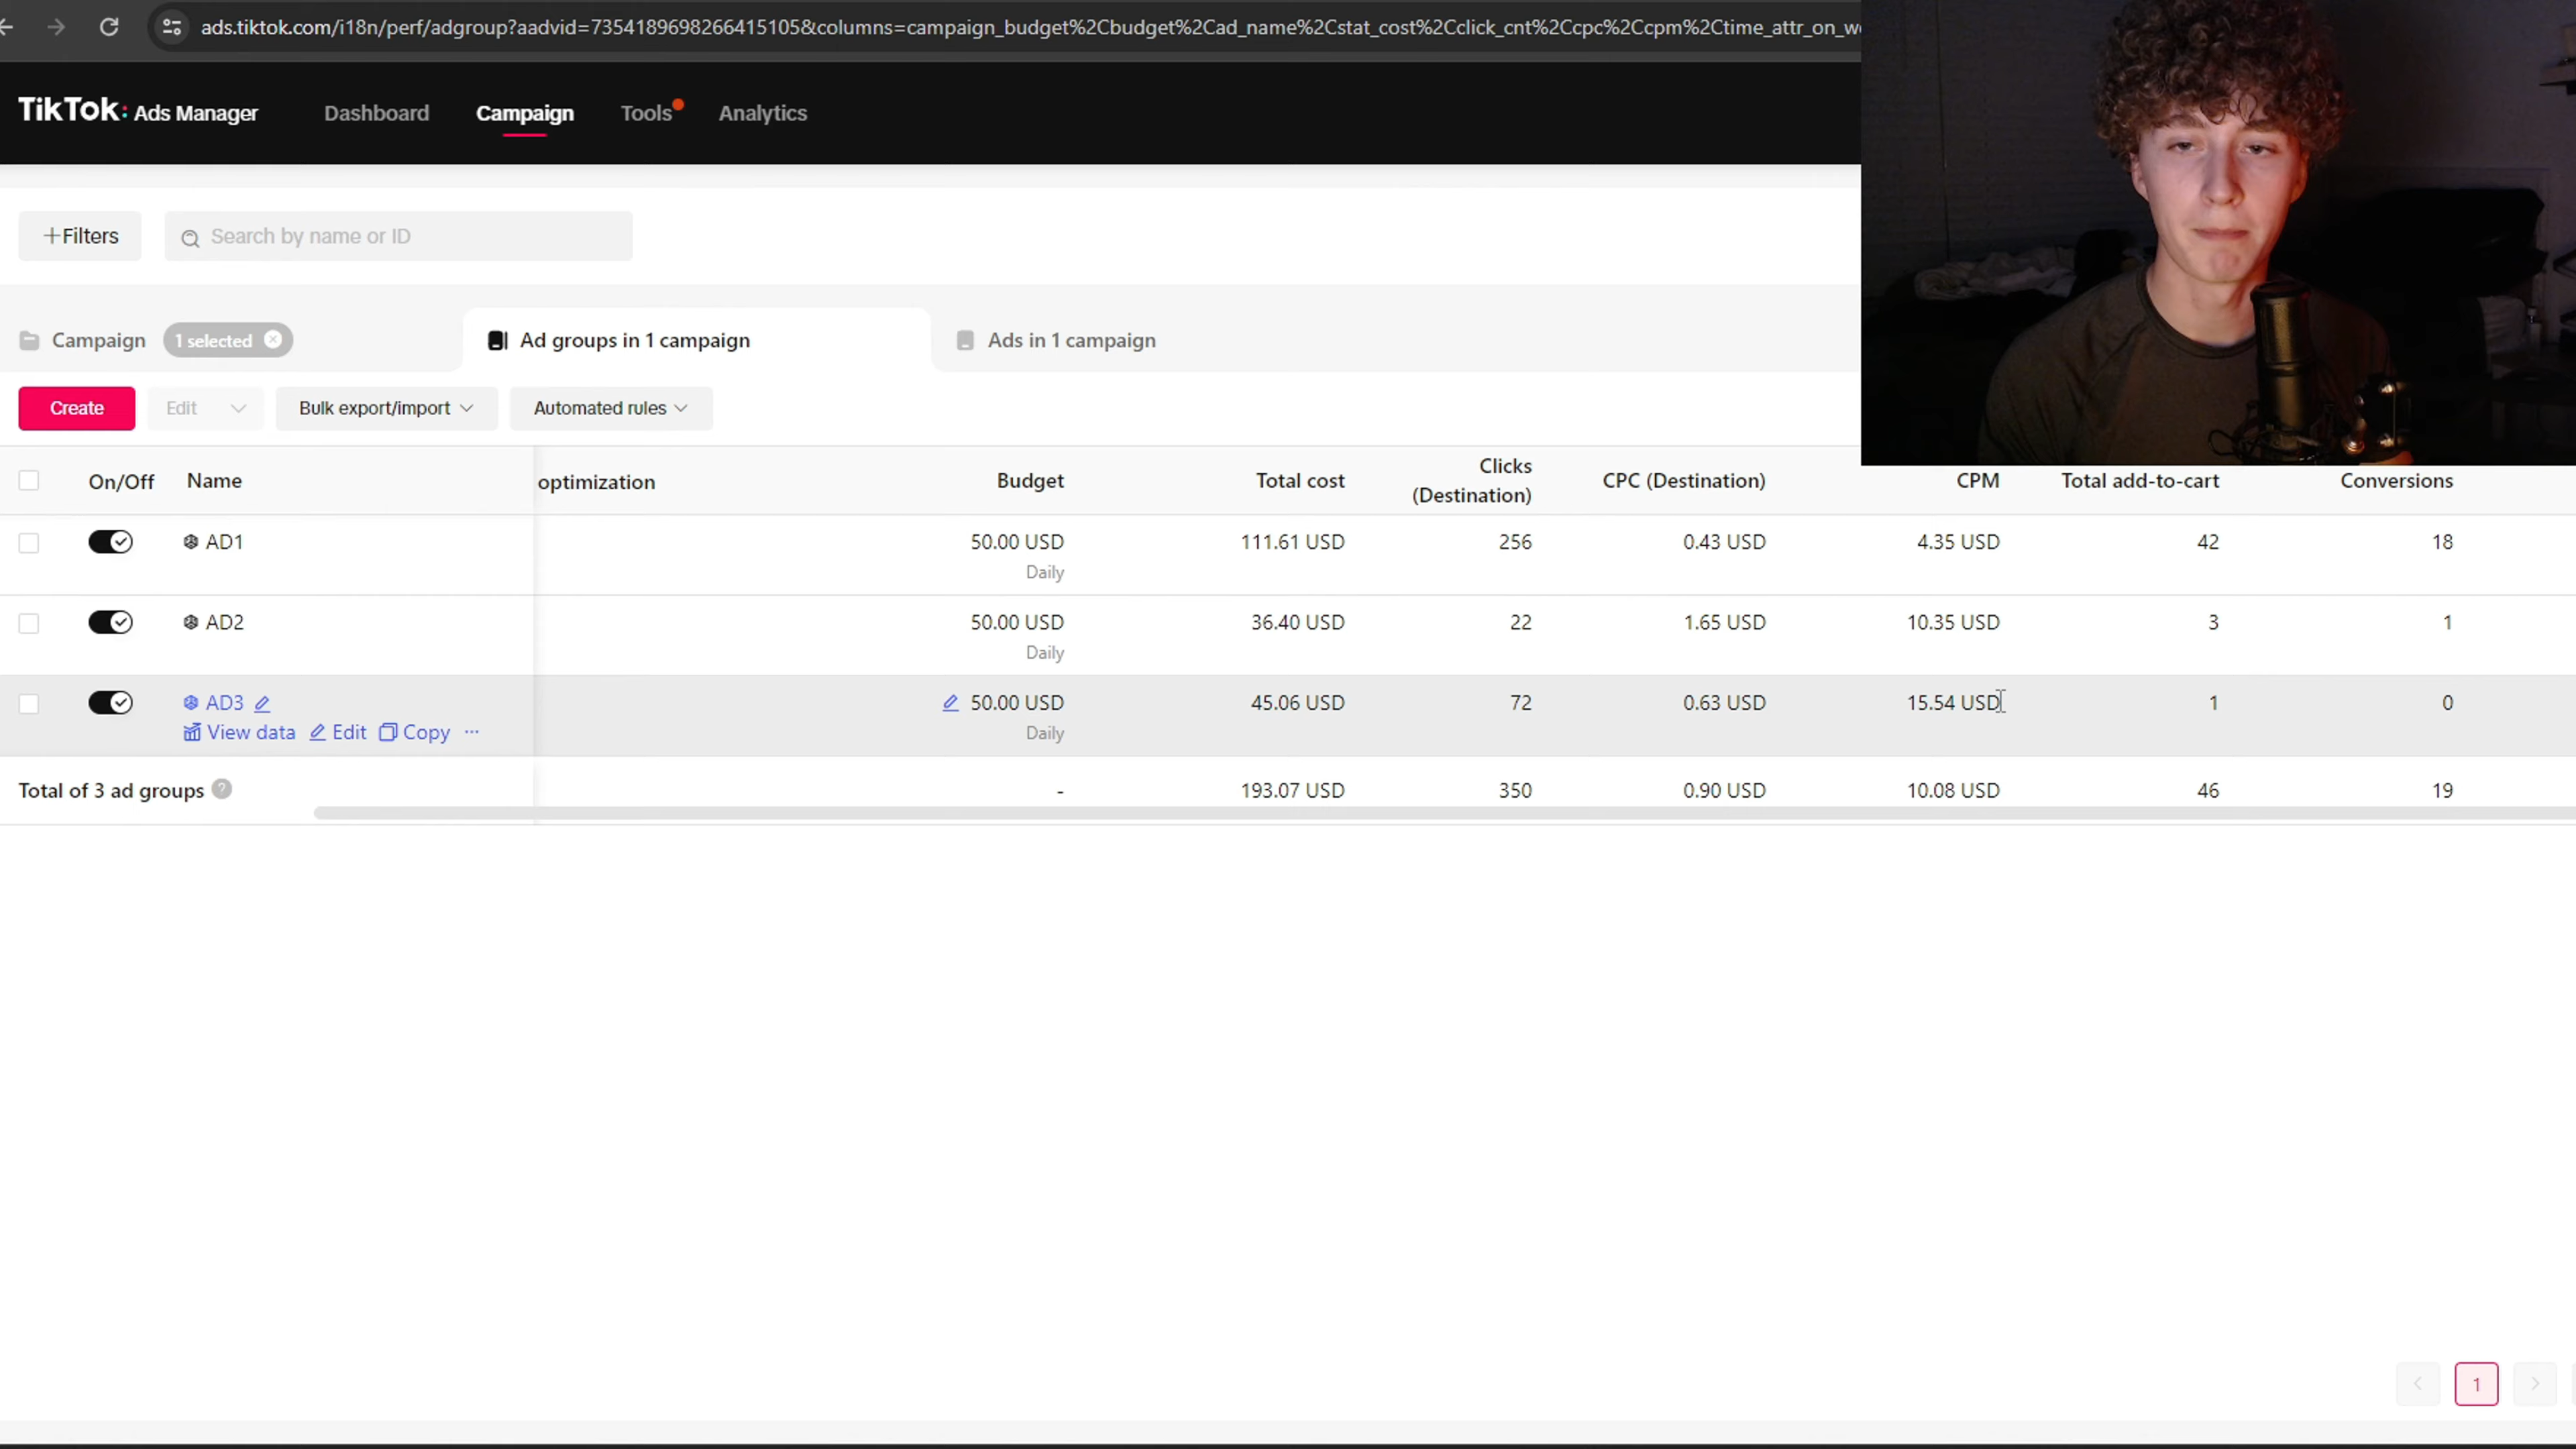 ads.tiktok.com/i18n/perf/adgroup?aadvid=7354189698266415105&columns=campaign_budget%2Cbudget%2Cad_name%2Cstat_cost%2Cclick_cnt%2Ccpc%2Ccpm%2Ctime_attr_on_w
TikTok: Ads Manager Dashboard Campaign Tools Analytics
+Filters Search by name or ID
Campaign 1 selected Ad groups in 1 campaign Ads in 1 campaign
Create Edit Bulk export/import Automated rules
On/Off Name optimization Budget Total cost Clicks (Destination) CPC (Destination) CPM Total add-to-cart Conversions
AD1 50.00 USD 111.61 USD 256 0.43 USD 4.35 USD 42 18
Daily
AD2 50.00 USD 36.40 USD 22 1.65 USD 10.35 USD 3 1
Daily
AD3 50.00 USD 45.06 USD 72 0.63 USD 15.54 USD 1 0
View data Edit Copy ... Daily
Total of 3 ad groups ? - 193.07 USD 350 0.90 USD 10.08 USD 46 19
1